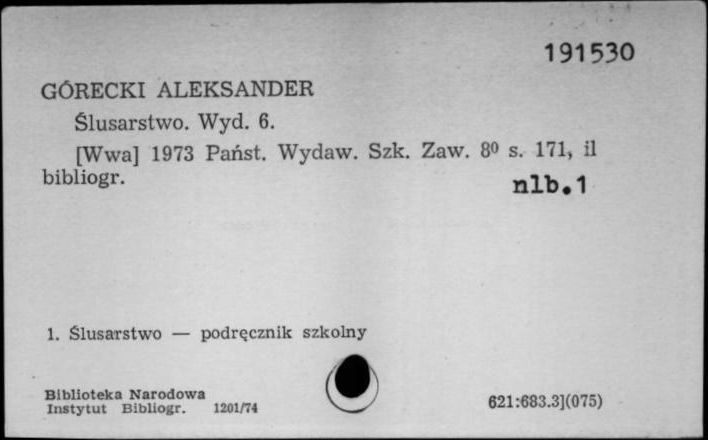 191530
GÓRECKI ALEKSANDER
Ślusarstwo. Wyd. 6.
[Wwa] 1973 Państ. Wydaw. Szk. Zaw. 8⁰ s. 171, il
bibliogr.
nlb.1
1. Ślusarstwo — podręcznik szkolny
Biblioteka Narodowa
Instytut Bibliogr. 1201/74
621:683.3](075)